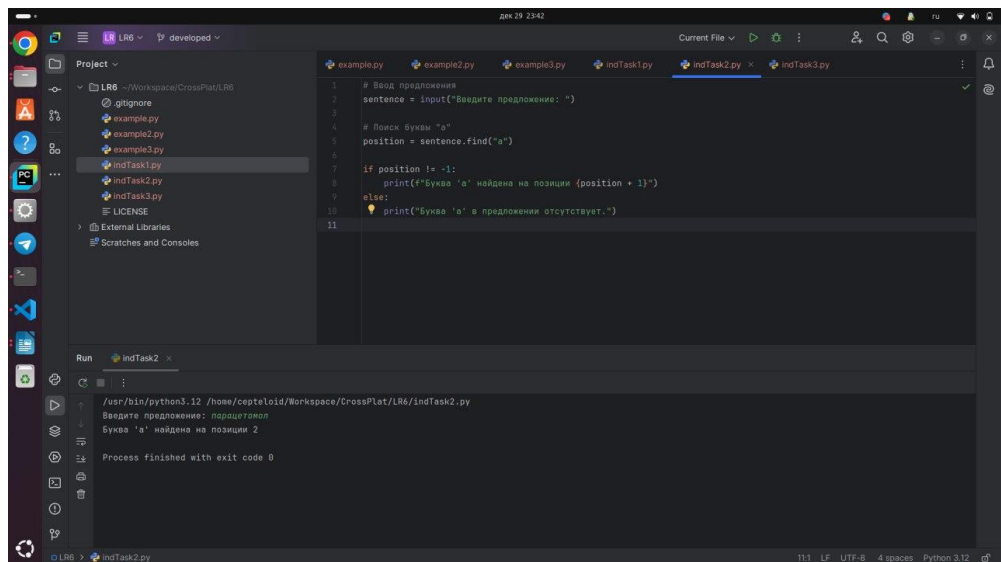 дек 29 23:42
ru
LR LR6 developed
Current File
Project
example.py example2.py example3.py indTask1.py indTask2.py indTask3.py
LR6 ~/Workspace/CrossPlat/LR6
.gitignore
example.py
example2.py
example3.py
indTask1.py
indTask2.py
indTask3.py
LICENSE
External Libraries
Scratches and Consoles
1 # Ввод предложения
2 sentence = input("Введите предложение: ")
3
4 # Поиск буквы "а"
5 position = sentence.find("а")
6
7 if position != -1:
8 print(f"Буква 'а' найдена на позиции {position + 1}")
9 else:
10 print("Буква 'а' в предложении отсутствует.")
11
Run indTask2
/usr/bin/python3.12 /home/cepteloid/Workspace/CrossPlat/LR6/indTask2.py
Введите предложение: парацетамол
Буква 'а' найдена на позиции 2
Process finished with exit code 0
LR6 > indTask2.py
11:1 LF UTF-8 4 spaces Python 3.12